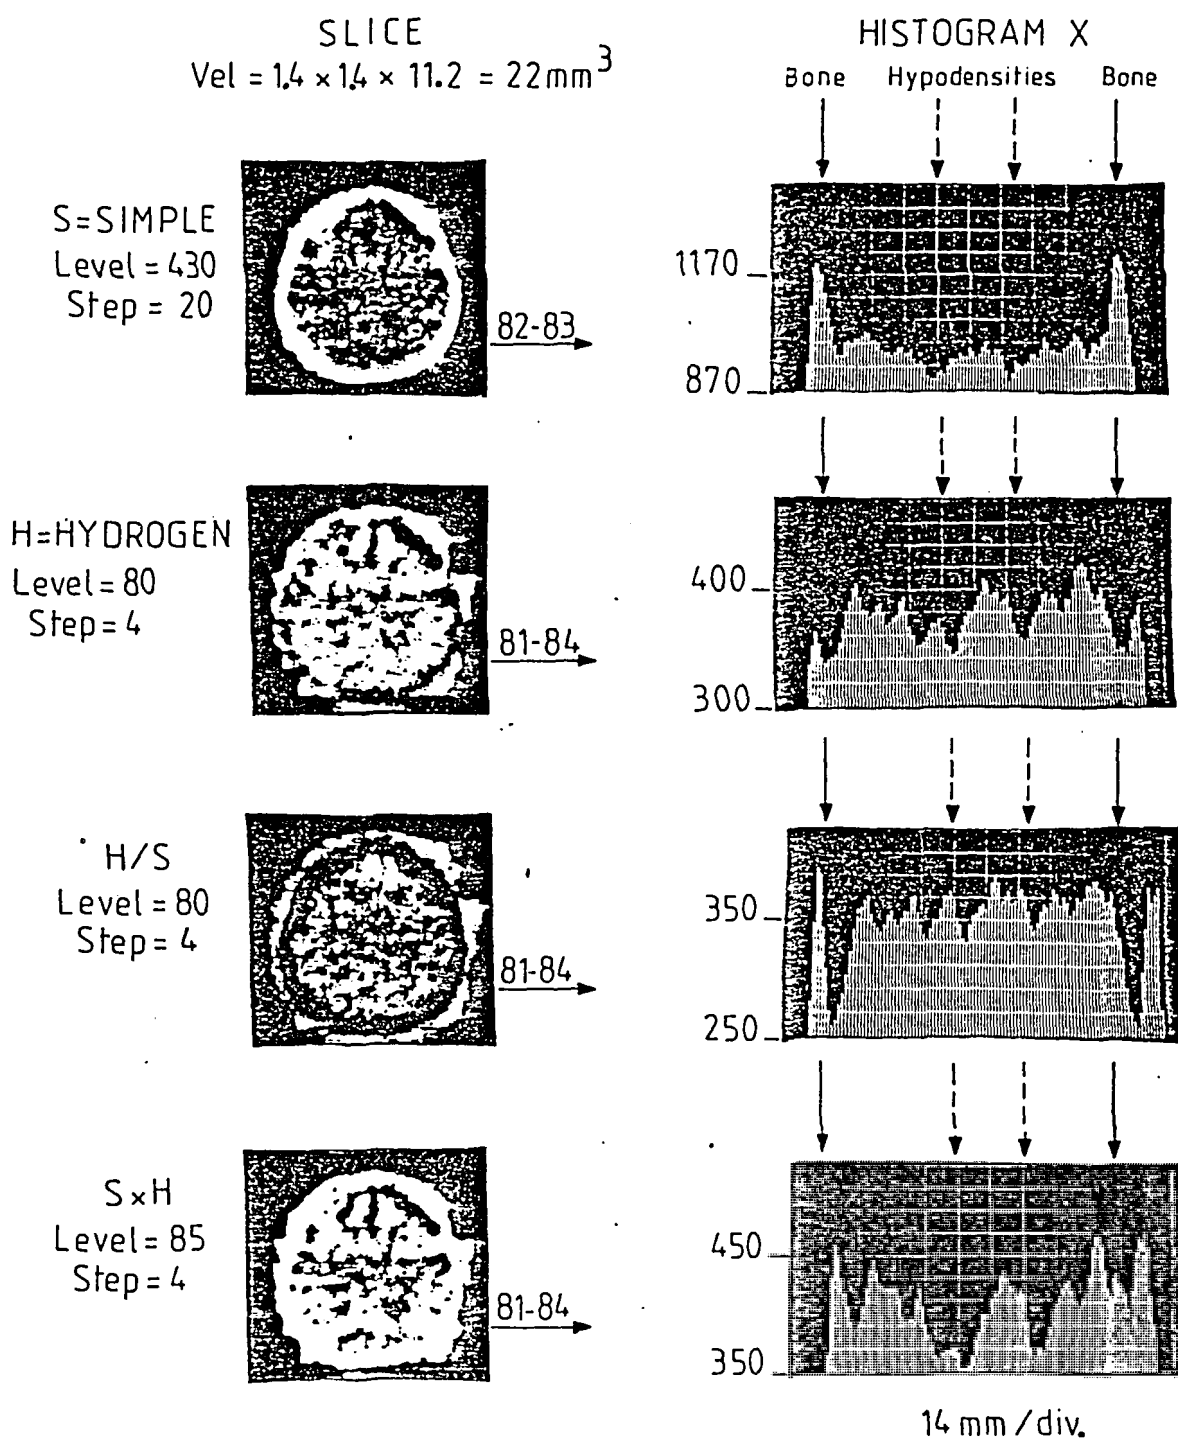 SLICE
Vel = 1.4 × 1.4 × 11.2 = 22mm³
HISTOGRAM X
Bone Hypodensities Bone
S=SIMPLE
Level = 430
Step = 20
82-83
1170
870
H=HYDROGEN
Level = 80
Step = 4
81-84
400
300
H/S
Level = 80
Step = 4
81-84
350
250
S×H
Level = 85
Step = 4
81-84
450
350
14 mm/div.